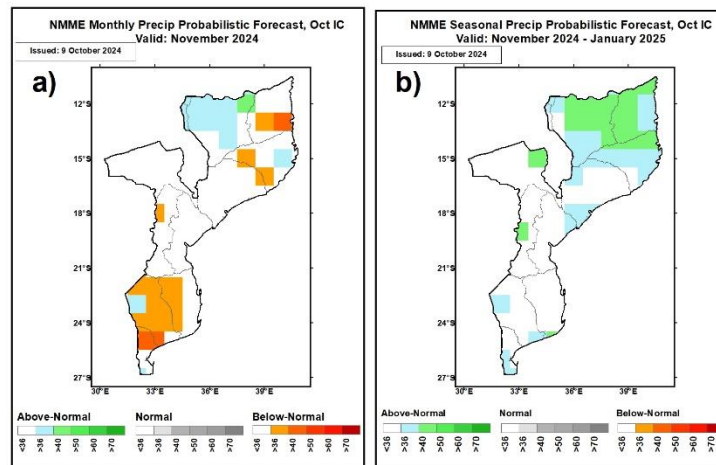 NMME Monthly Precip Probabilistic Forecast, Oct IC
Valid: November 2024
Issued: 9 October 2024
a)
12°S
15°S
18°S
21°S
24°S
27°S
30°E
33°E
36°E
39°E
Above-Normal
Normal
Below-Normal
<36
>36
>40
>50
>60
>70
<36
>36
>40
>50
>60
>70
<36
>36
>40
>50
>60
>70
NMME Seasonal Precip Probabilistic Forecast, Oct IC
Valid: November 2024 - January 2025
Issued: 9 October 2024
b)
12°S
15°S
18°S
21°S
24°S
27°S
30°E
33°E
36°E
39°E
Above-Normal
Normal
Below-Normal
<36
>36
>40
>50
>60
>70
<36
>36
>40
>50
>60
>70
<36
>36
>40
>50
>60
>70